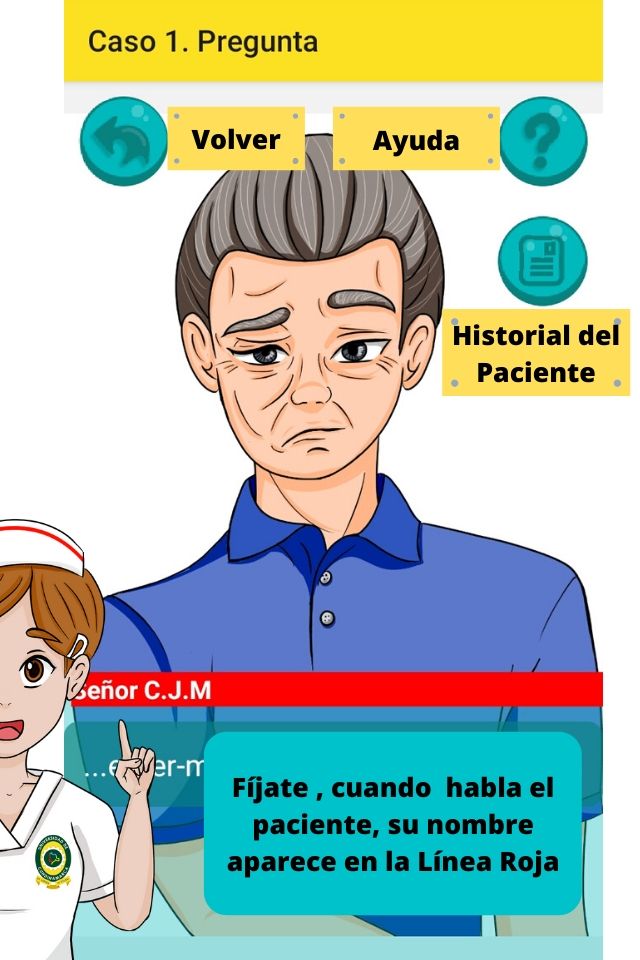 Caso 1. Pregunta
Volver
Ayuda
Historial del
Paciente
Señor C.J.M
Fíjate , cuando habla el
paciente, su nombre
aparece en la Línea Roja